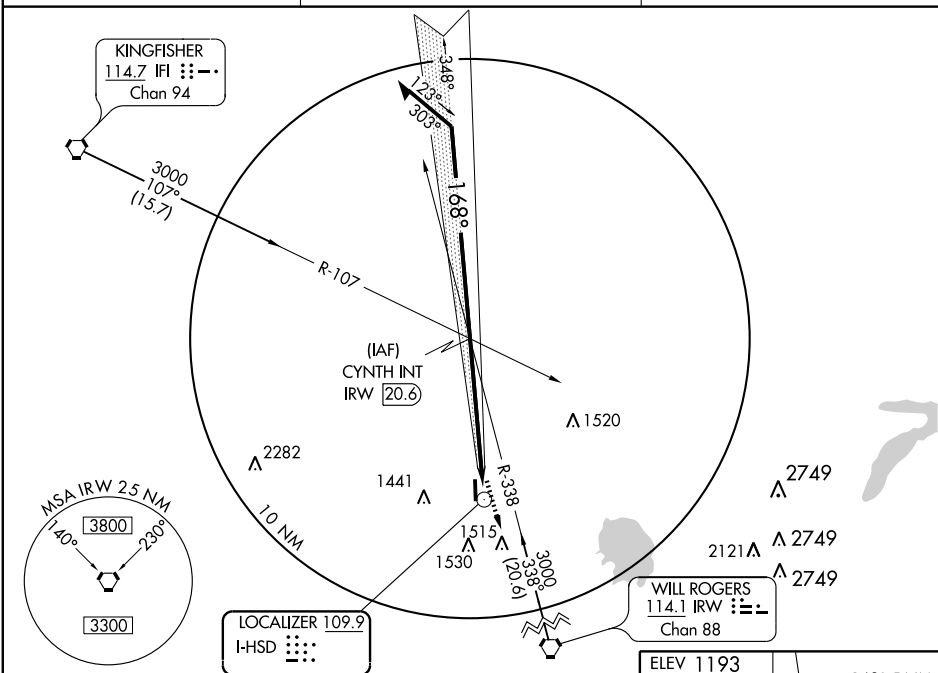 KINGFISHER
114.7 IFI
Chan 94
3000
107°
(15.7)
R-107
348°
123°
303°
168°
(IAF)
CYNTH INT
IRW 20.6
1520
2282
1441
R-338
2749
10 NM
MSA IRW 25 NM
140°
230°
3800
3300
1515
1530
(20.6)
3000
338°
2121
2749
2749
LOCALIZER 109.9
I-HSD
WILL ROGERS
114.1 IRW
Chan 88
ELEV 1193